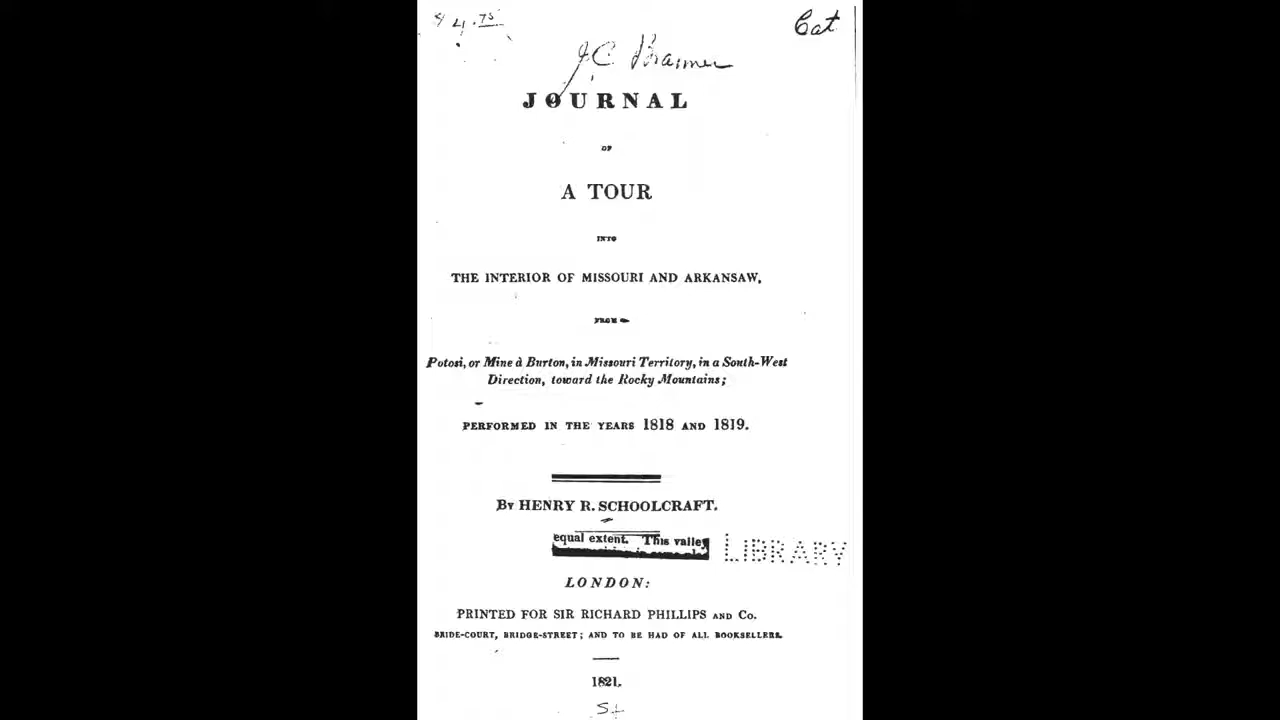 $4.75
Cat
J C Branner
JOURNAL
OF
A TOUR
INTO
THE INTERIOR OF MISSOURI AND ARKANSAW,
FROM
Potosi, or Mine à Burton, in Missouri Territory, in a South-West
Direction, toward the Rocky Mountains;
PERFORMED IN THE YEARS 1818 AND 1819.
By HENRY R. SCHOOLCRAFT.
equal extent. This valley
LIBRARY
LONDON:
PRINTED FOR SIR RICHARD PHILLIPS AND Co.
BRIDE-COURT, BRIDGE-STREET; AND TO BE HAD OF ALL BOOKSELLERS.
1821.